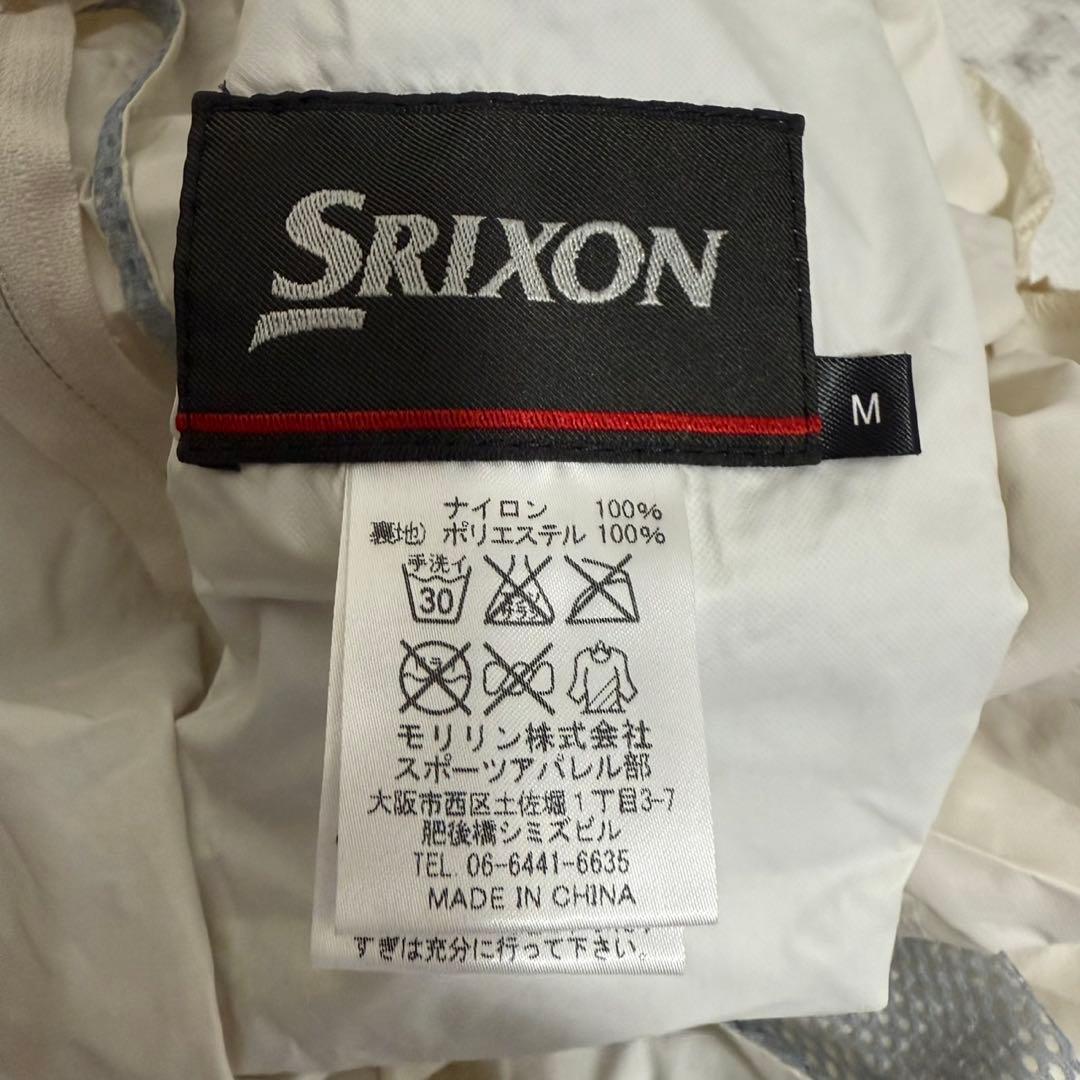 SRIXON
M
ナイロン 100%
裏地) ポリエステル 100%
手洗イ
30
モリリン株式会社
スポーツアパレル部
大阪市西区土佐堀1丁目3-7
肥後橋シミズビル
TEL. 06-6441-6635
MADE IN CHINA
すぎは充分に行って下さい。